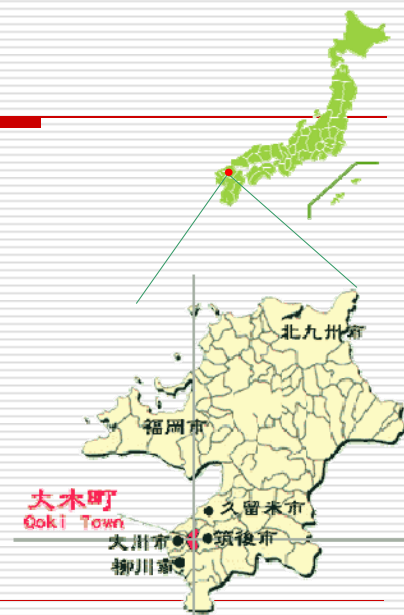 北九州市
福岡市
大木町
Ooki Town
久留米市
大川市
筑後市
柳川市